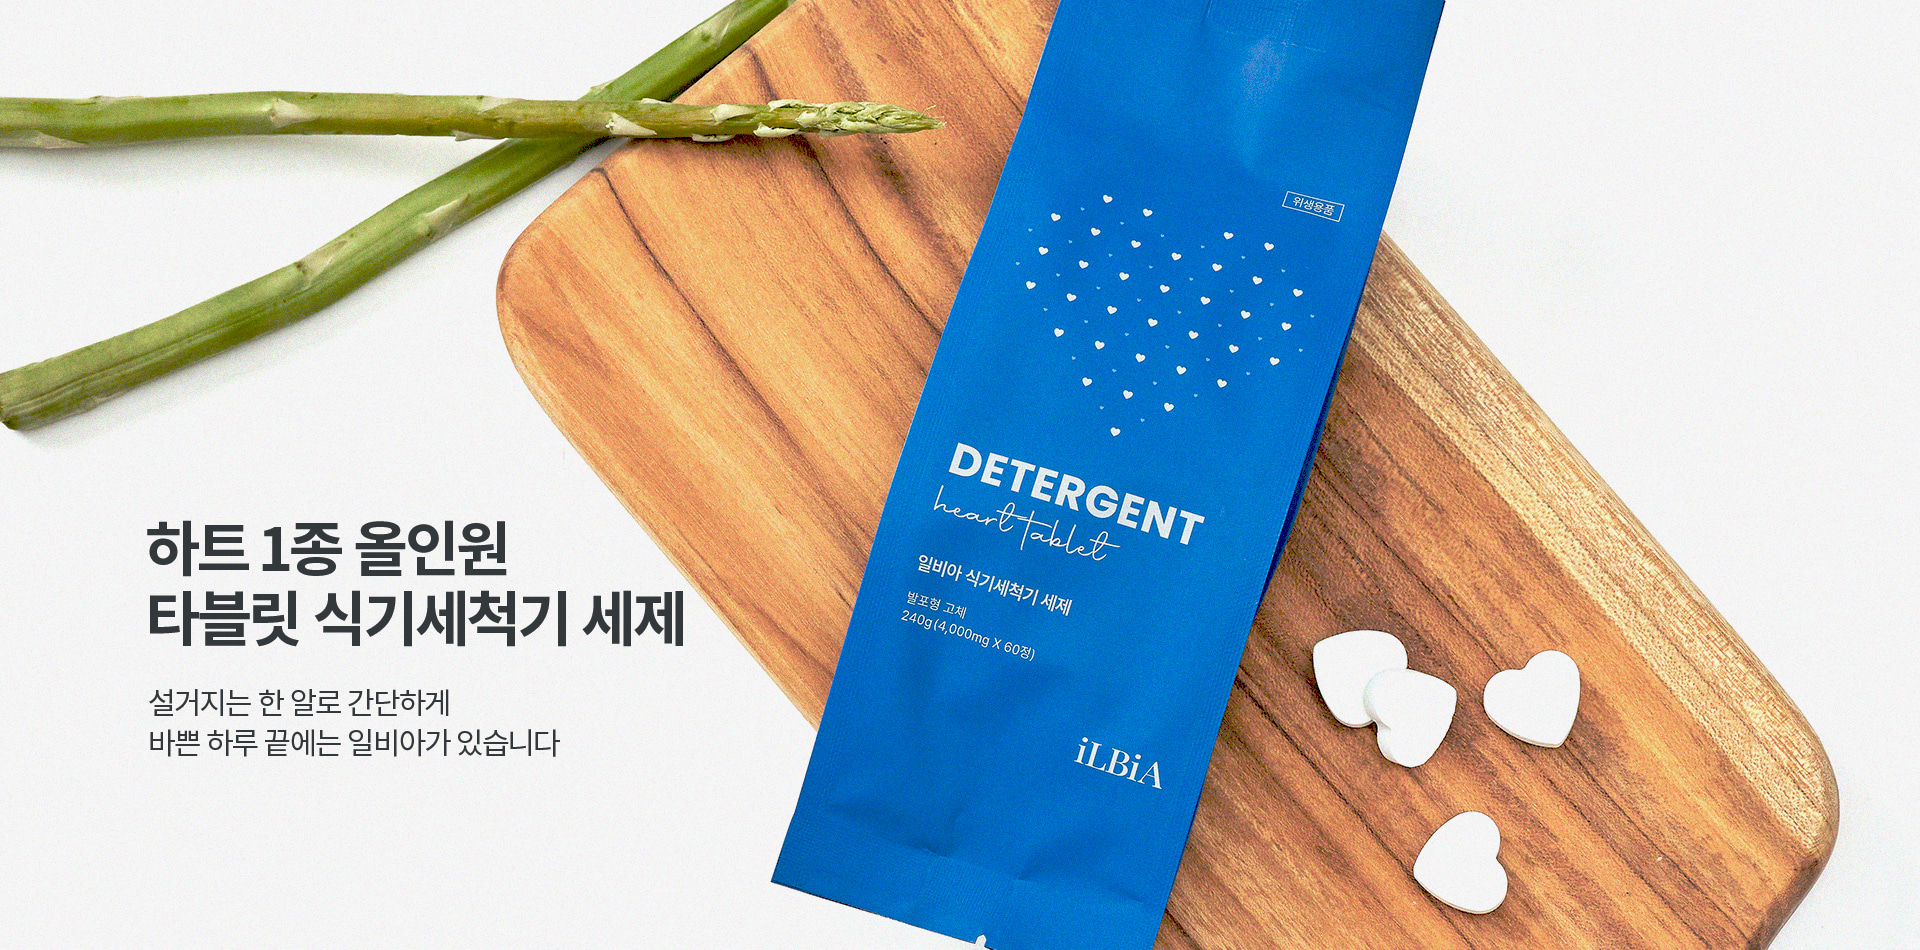 하트 1종 올인원
타블릿 식기세척기 세제
설거지는 한 알로 간단하게
바쁜 하루 끝에는 일비아가 있습니다
위생용품
DETERGENT
heart tablet
일비아 식기세척기 세제
발포형 고체
240g(4,000mg X 60정)
iLBiA